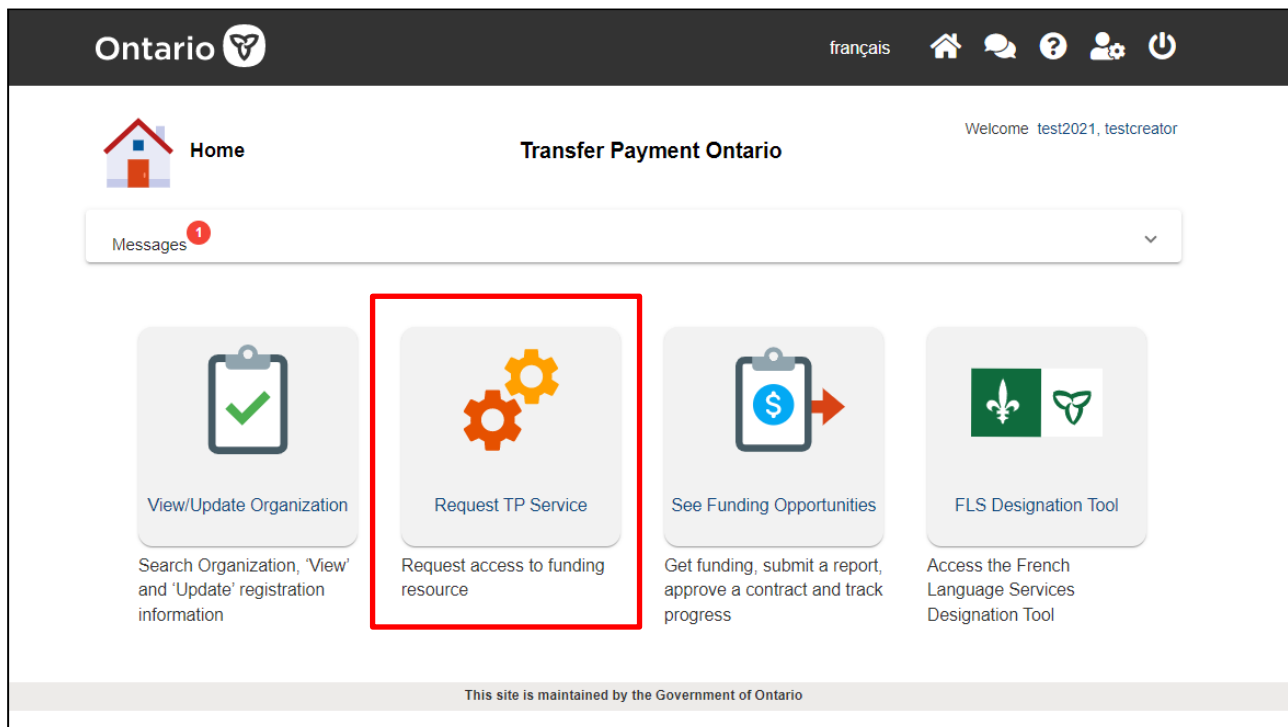 Ontario
français
?
Welcome test2021, testcreator
Home
Transfer Payment Ontario
Messages 1
$
View/Update Organization
Request TP Service
See Funding Opportunities
FLS Designation Tool
Search Organization, ‘View’
and ‘Update’ registration
information
Request access to funding
resource
Get funding, submit a report,
approve a contract and track
progress
Access the French
Language Services
Designation Tool
This site is maintained by the Government of Ontario